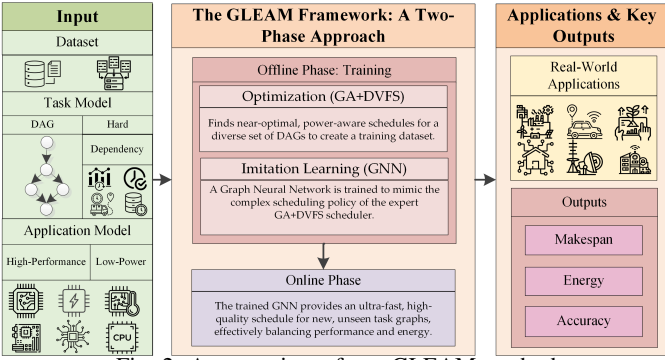 Input
Dataset
Task Model
DAG
Hard
Dependency
Application Model
High-Performance
Low-Power
CPU
The GLEAM Framework: A Two-
Phase Approach
Offline Phase: Training
Optimization (GA+DVFS)
Finds near-optimal, power-aware schedules for a
diverse set of DAGs to create a training dataset.
Imitation Learning (GNN)
A Graph Neural Network is trained to mimic the
complex scheduling policy of the expert
GA+DVFS scheduler.
Online Phase
The trained GNN provides an ultra-fast, high-
quality schedule for new, unseen task graphs,
effectively balancing performance and energy.
Applications & Key
Outputs
Real-World
Applications
Outputs
Makespan
Energy
Accuracy